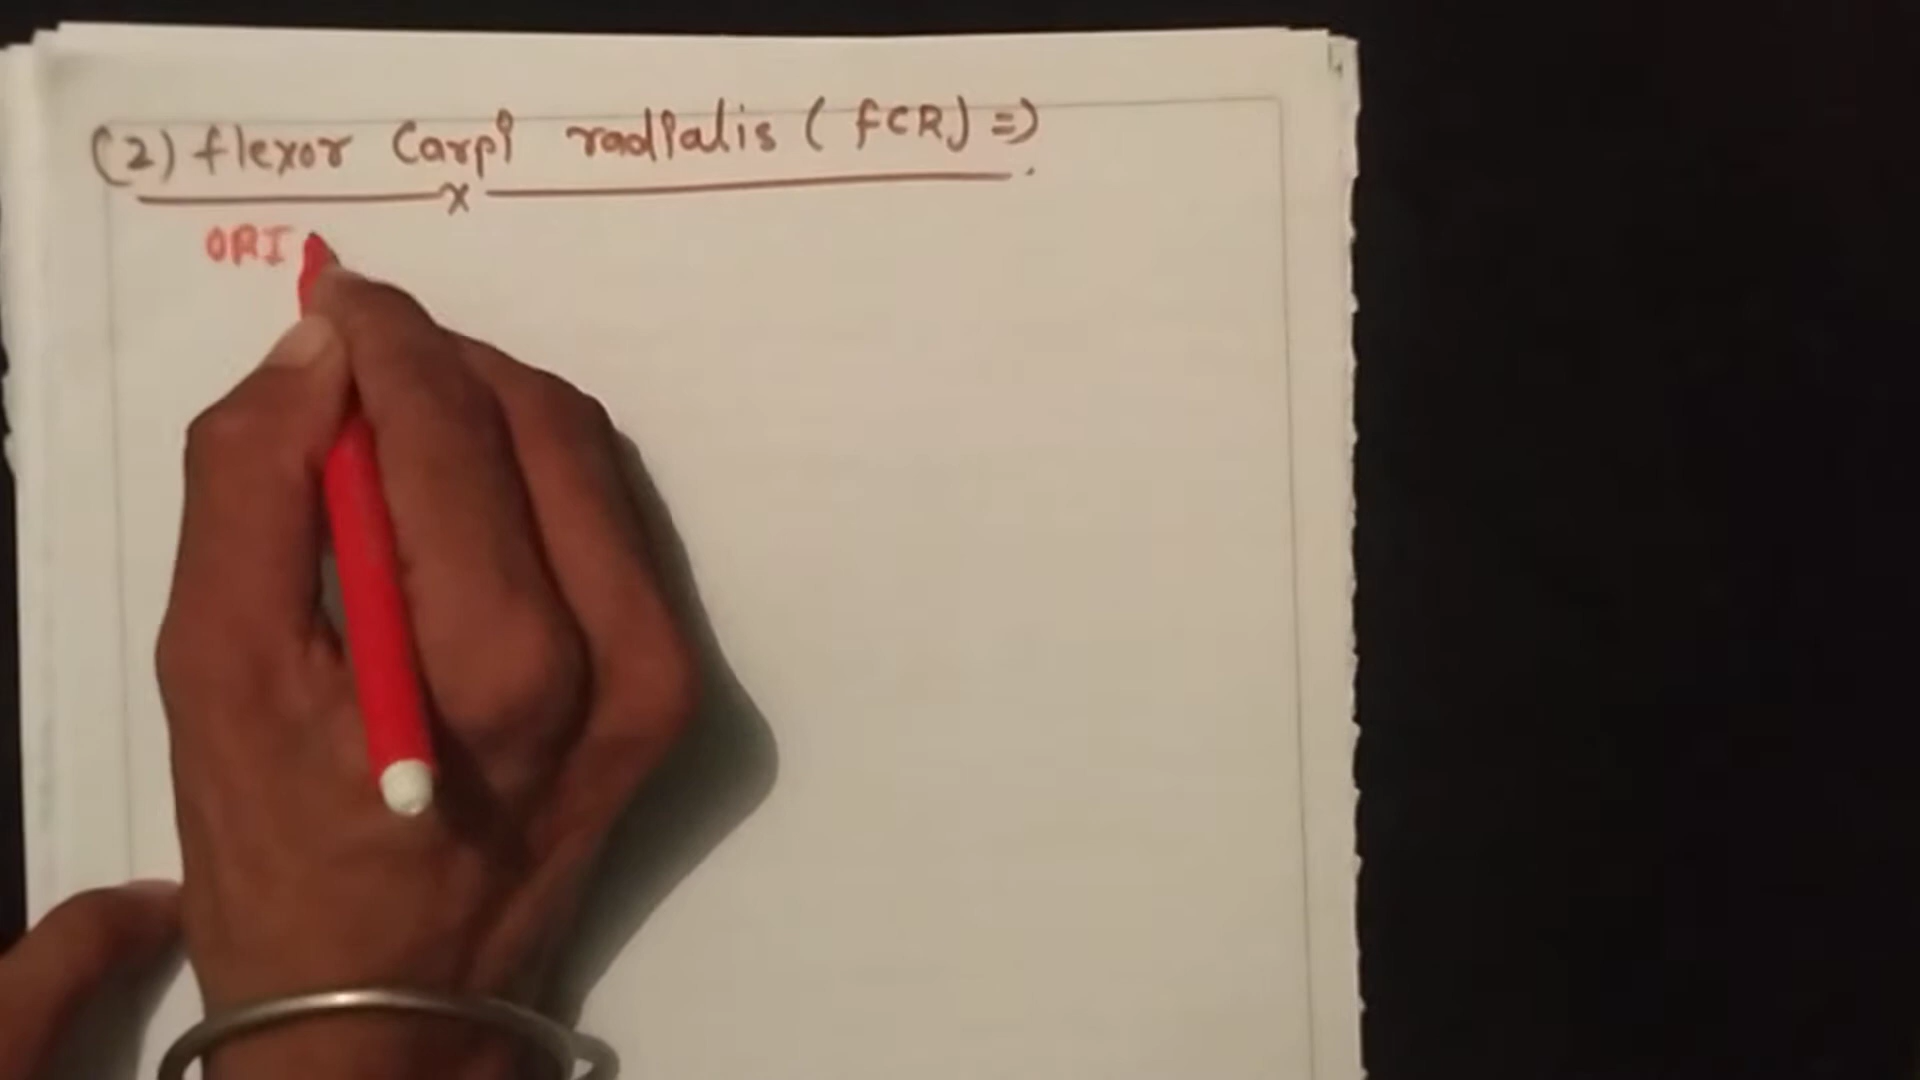 (2) flexor Carpi radialis (FCR) =>
ORI